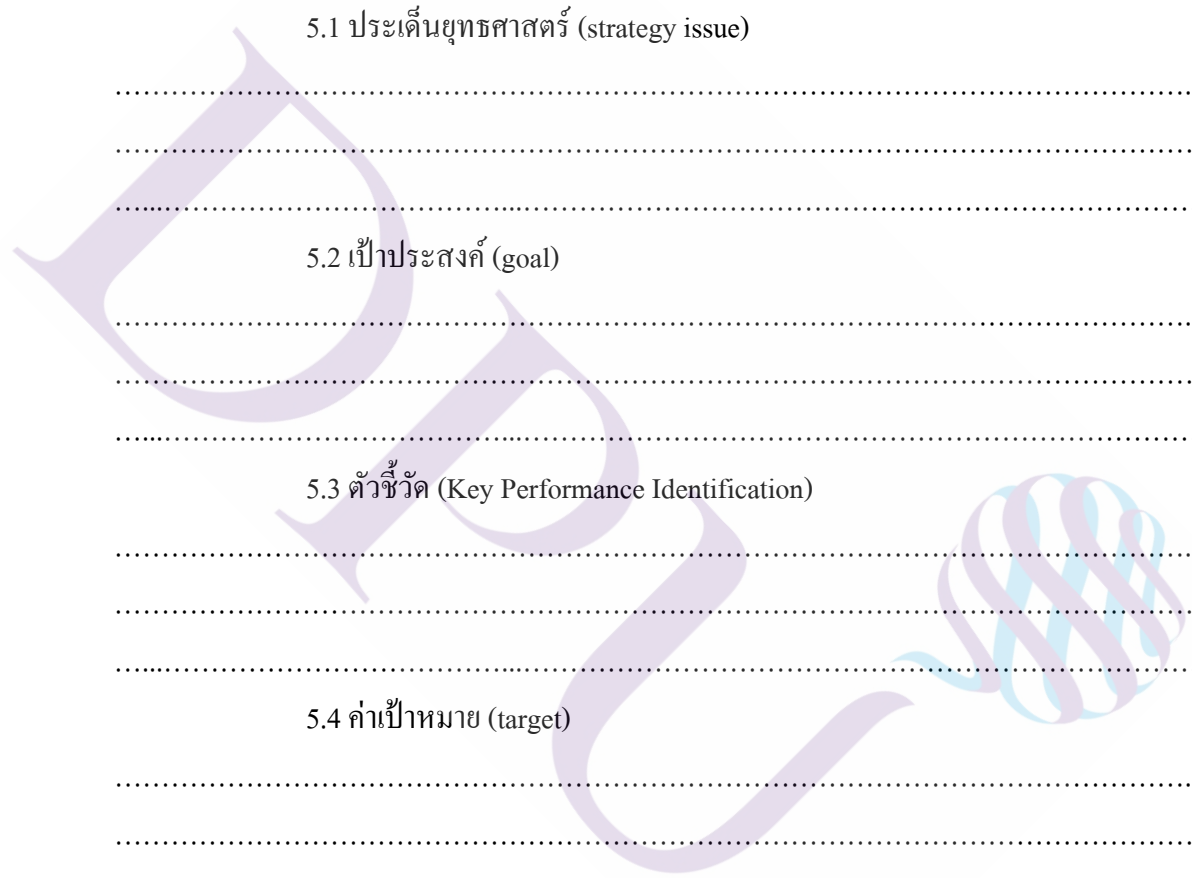 5.1 ประเด็นยุทธศาสตร์ (strategy issue)
……………………………………………………………………………………………………….
………………………………………………………………………………………………………
…...………………………………...………………………………………………………………
5.2 เป้าประสงค์ (goal)
……………………………………………………………………………………………………….
………………………………………………………………………………………………………
…...………………………………...………………………………………………………………
5.3 ตัวชี้วัด (Key Performance Identification)
……………………………………………………………………………………………………….
………………………………………………………………………………………………………
…...………………………………...………………………………………………………………
5.4 ค่าเป้าหมาย (target)
……………………………………………………………………………………………………….
………………………………………………………………………………………………………
DPU